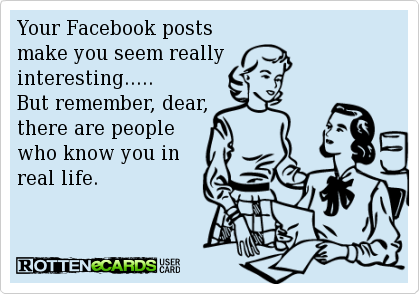 Your Facebook posts
make you seem really
interesting.....
But remember, dear,
there are people
who know you in
real life.
ROTTENeCARDS USER
CARD